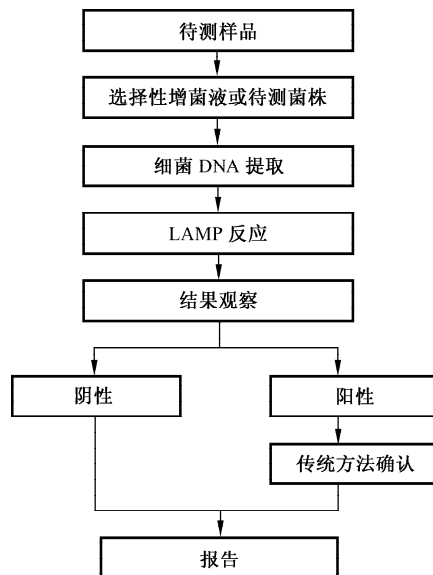 待测样品
选择性增菌液或待测菌株
细菌 DNA 提取
LAMP 反应
结果观察
阴性
阳性
传统方法确认
报告